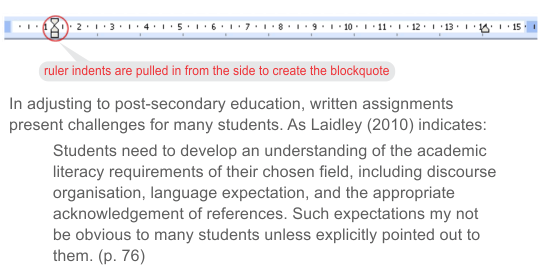 1 2 3 4 5 6 7 8 9 10 11 12 13 14 15
ruler indents are pulled in from the side to create the blockquote
In adjusting to post-secondary education, written assignments
present challenges for many students. As Laidley (2010) indicates:
Students need to develop an understanding of the academic
literacy requirements of their chosen field, including discourse
organisation, language expectation, and the appropriate
acknowledgement of references. Such expectations my not
be obvious to many students unless explicitly pointed out to
them. (p. 76)